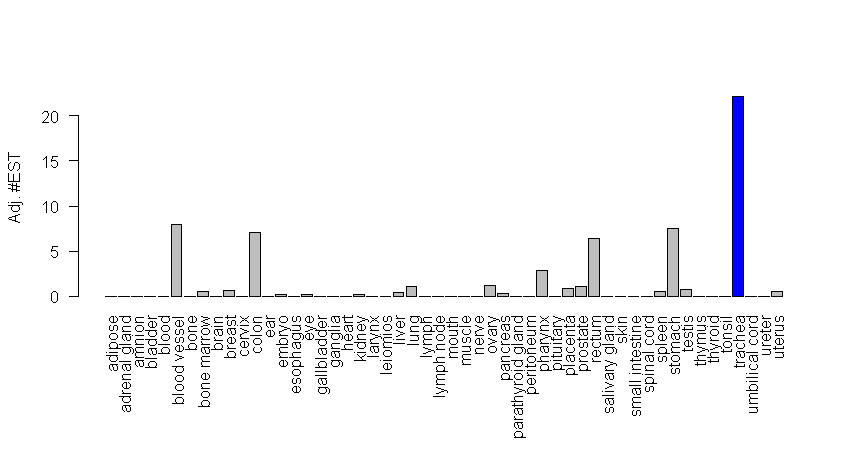 Adj. #EST
20
15
10
5
0
adipose
adrenal gland
amnion
bladder
blood
blood vessel
bone
bone marrow
brain
breast
cervix
colon
ear
embryo
esophagus
eye
gallbladder
ganglia
heart
kidney
larynx
leiomios
liver
lung
lymph
lymph node
mouth
muscle
nerve
ovary
pancreas
parathyroid gland
peritoneum
pharynx
pituitary
placenta
prostate
rectum
salivary gland
skin
small intestine
spinal cord
spleen
stomach
testis
thymus
thyroid
tonsil
trachea
umbilical cord
ureter
uterus